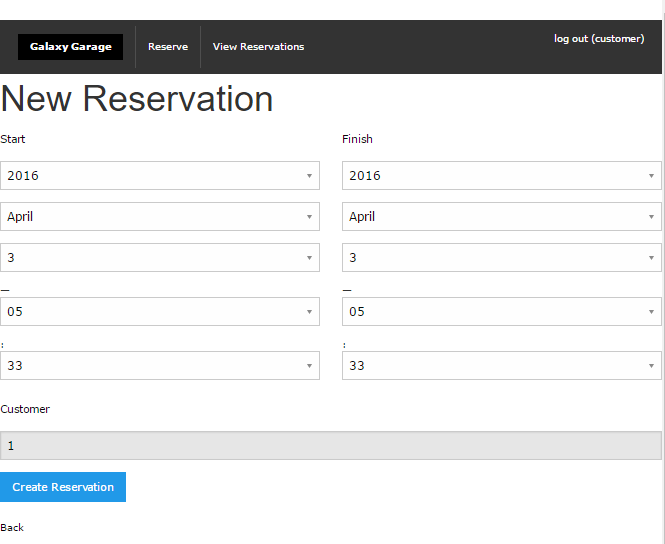 Galaxy Garage Reserve View Reservations log out (customer)
New Reservation
Start Finish
2016 2016
April April
3 3
— —
05 05
: :
33 33
Customer
1
Create Reservation
Back